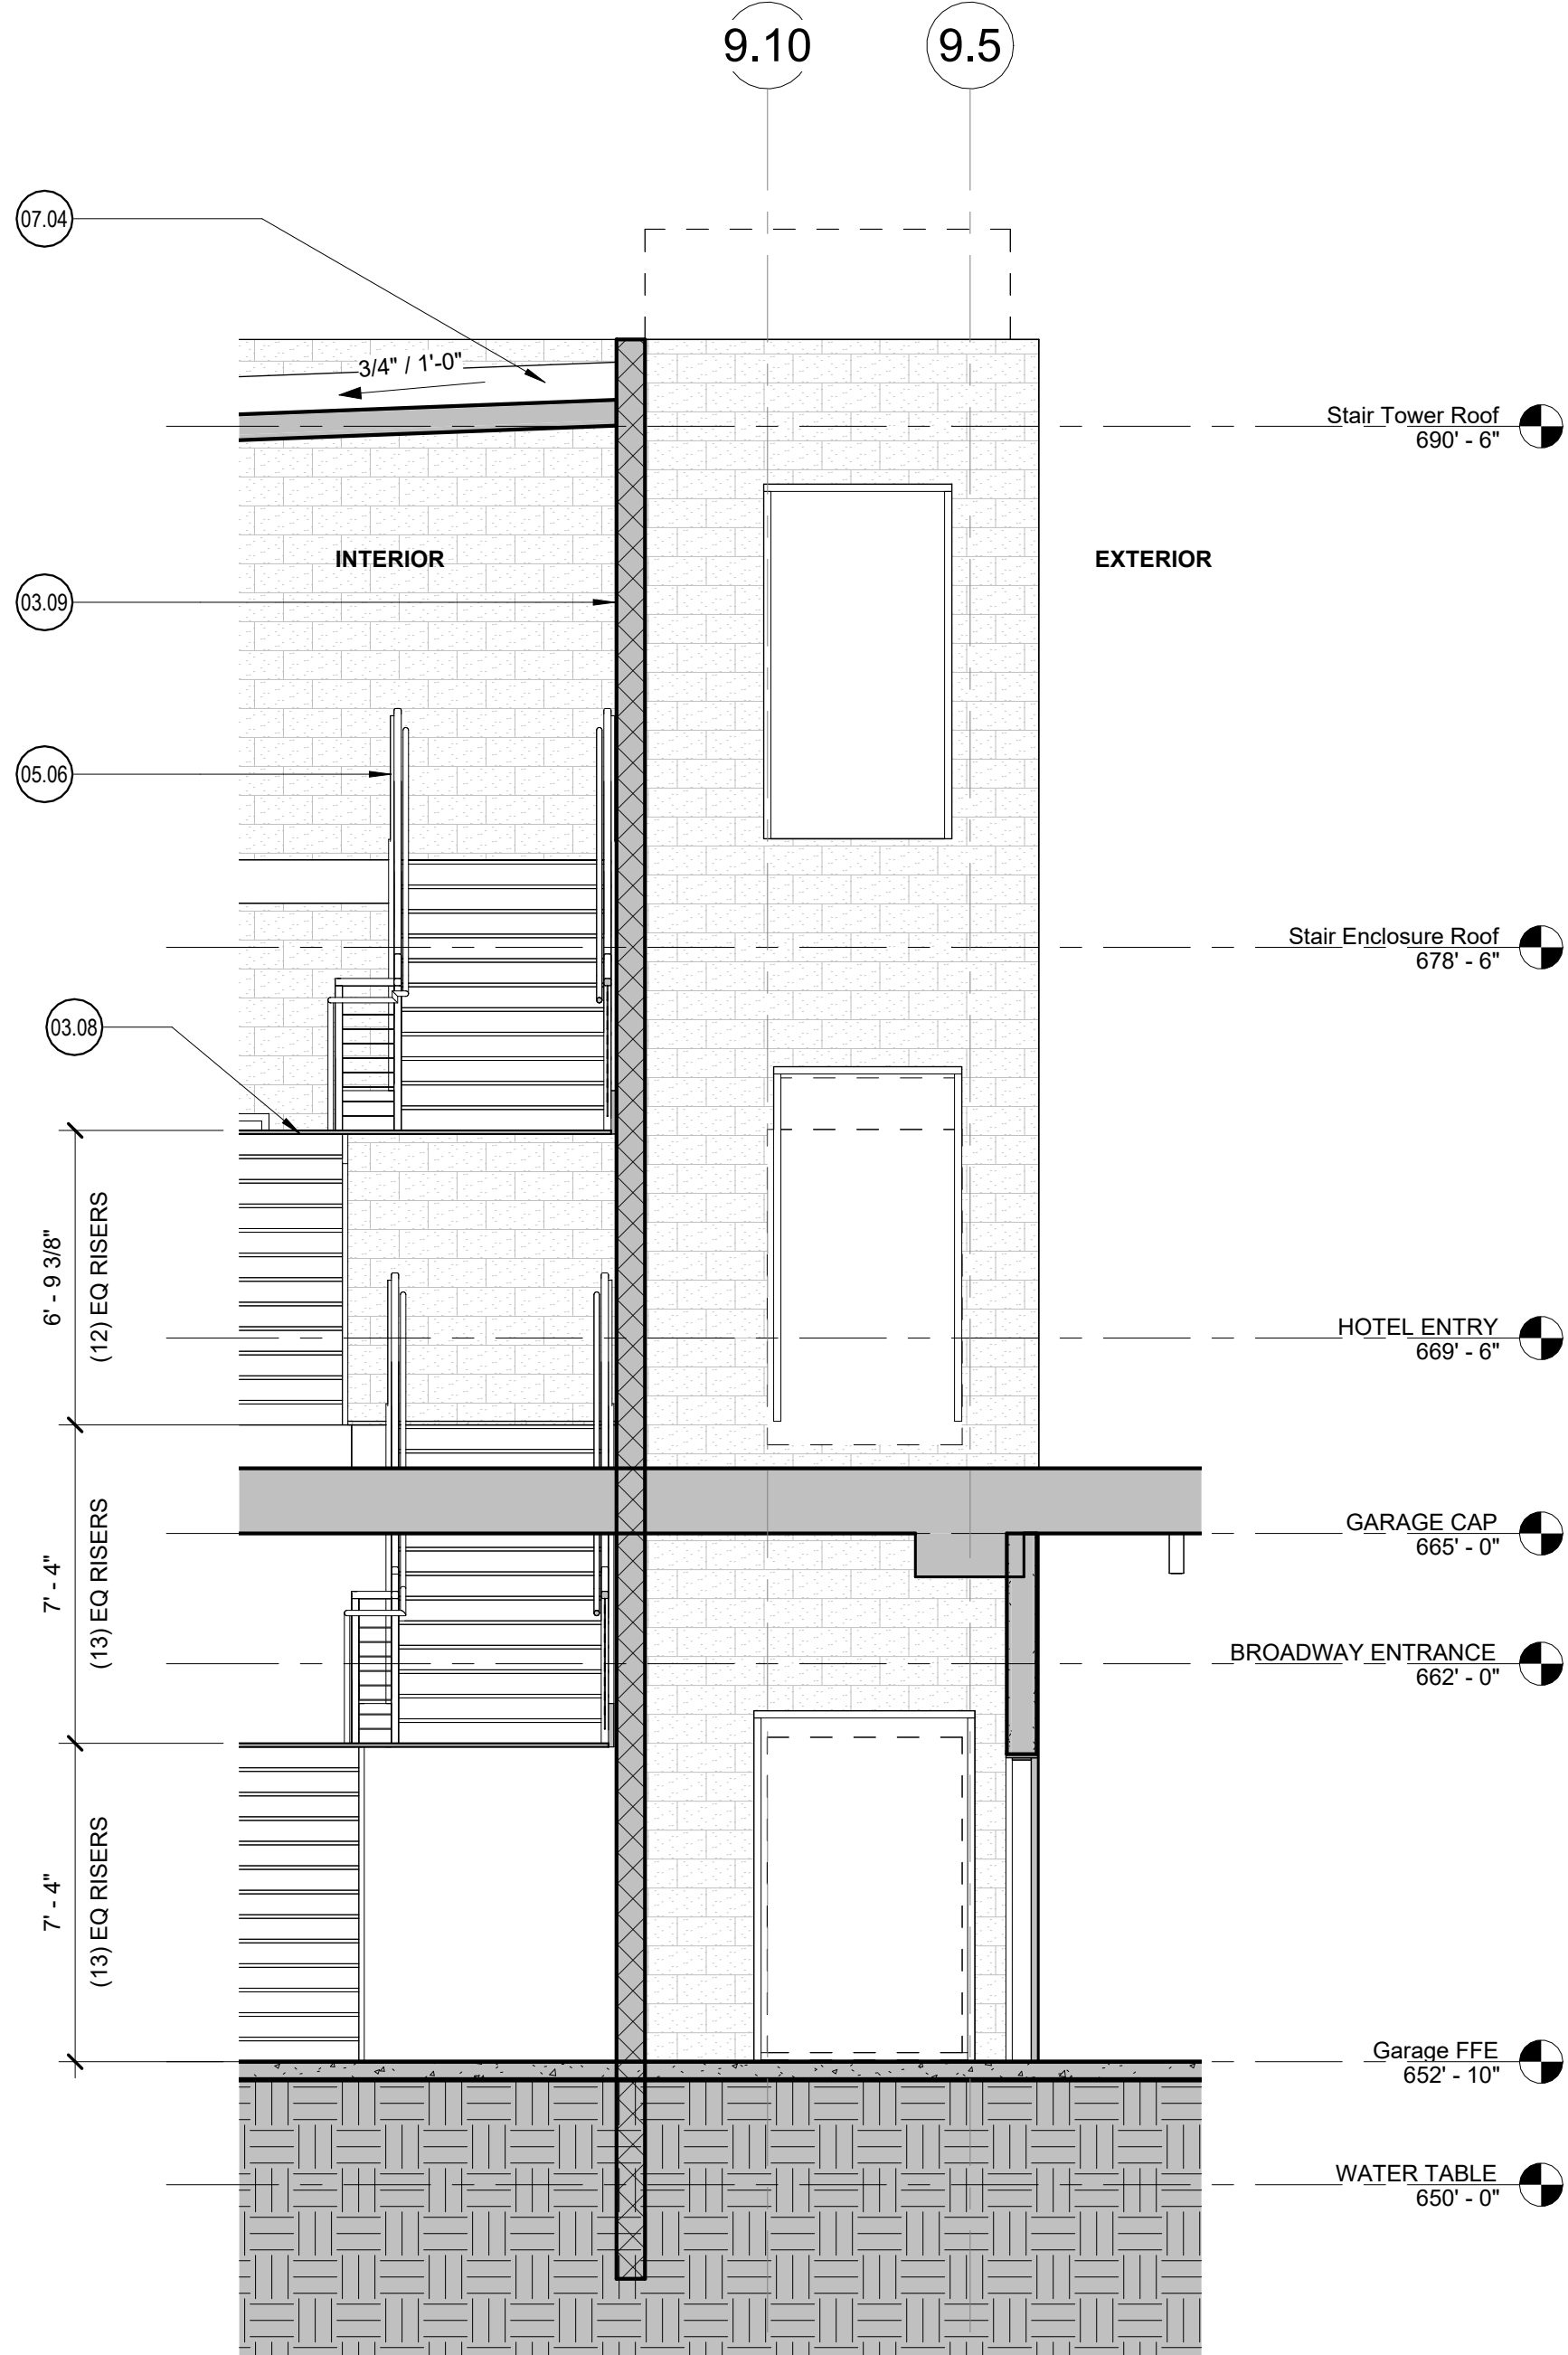 9.10
9.5
07.04
3/4" / 1'-0"
Stair Tower Roof
690' - 6"
INTERIOR
EXTERIOR
03.09
05.06
Stair Enclosure Roof
678' - 6"
03.08
6' - 9 3/8"
(12) EQ RISERS
HOTEL ENTRY
669' - 6"
7' - 4"
(13) EQ RISERS
GARAGE CAP
665' - 0"
BROADWAY ENTRANCE
662' - 0"
7' - 4"
(13) EQ RISERS
Garage FFE
652' - 10"
WATER TABLE
650' - 0"